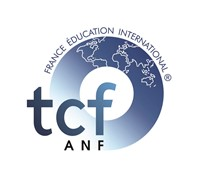 FRANCE ÉDUCATION INTERNATIONAL ®
tcf
ANF